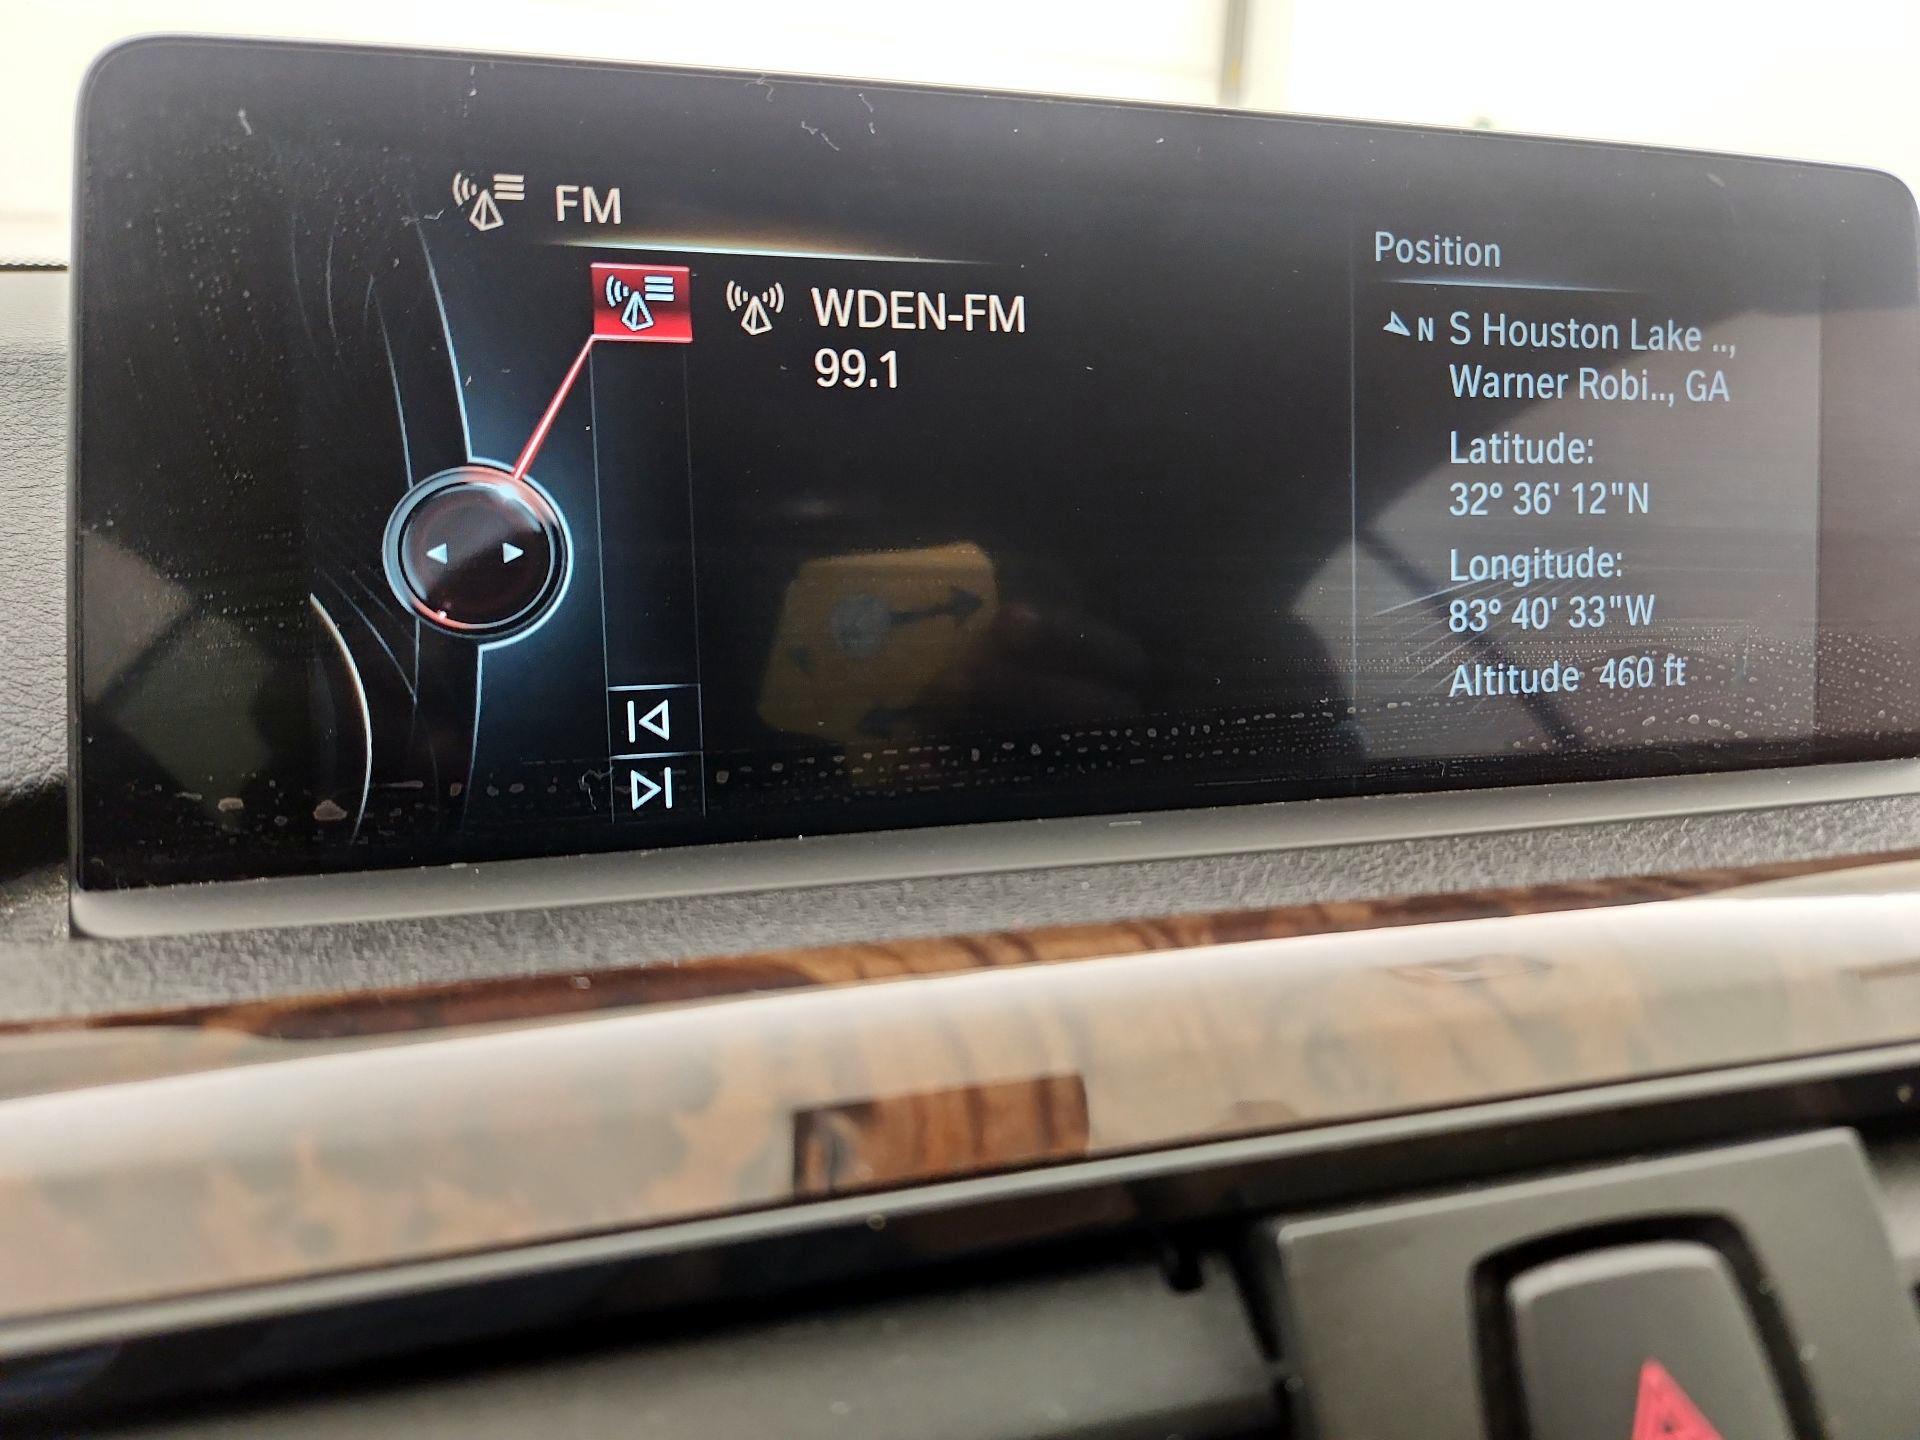 FM
WDEN-FM
99.1
Position
N S Houston Lake ..,
Warner Robi.., GA
Latitude:
32° 36' 12"N
Longitude:
83° 40' 33"W
Altitude 460 ft